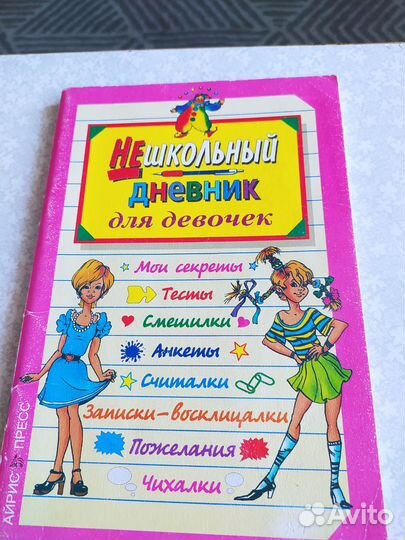 НЕШКОЛЬНЫЙ
ДНЕВНИК
для девочек
Мои секреты
Тесты
Смешилки
Анкеты
Считалки
Записки-восклицалки
Пожелания
Чихалки
АЙРИС ПРЕСС
Avito